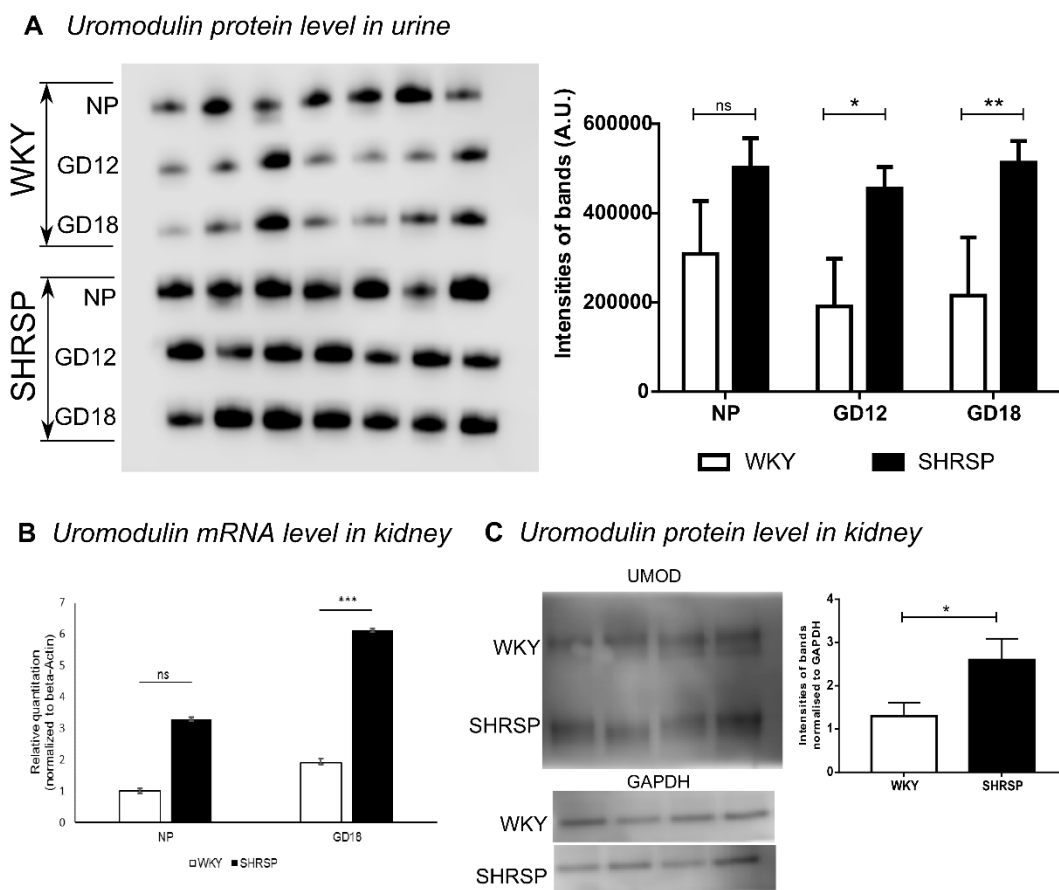 A Uromodulin protein level in urine
WKY
NP
GD12
GD18
SHRSP
NP
GD12
GD18
Intensities of bands (A.U.)
600000
400000
200000
0
ns
*
**
NP GD12 GD18
WKY SHRSP
B Uromodulin mRNA level in kidney
Relative quantitation
(normalized to beta-Actin)
7
6
5
4
3
2
1
0
ns
***
NP GD18
WKY SHRSP
C Uromodulin protein level in kidney
UMOD
WKY
SHRSP
GAPDH
WKY
SHRSP
Intensities of bands
normalised to GAPDH
4
3
2
1
0
*
WKY SHRSP